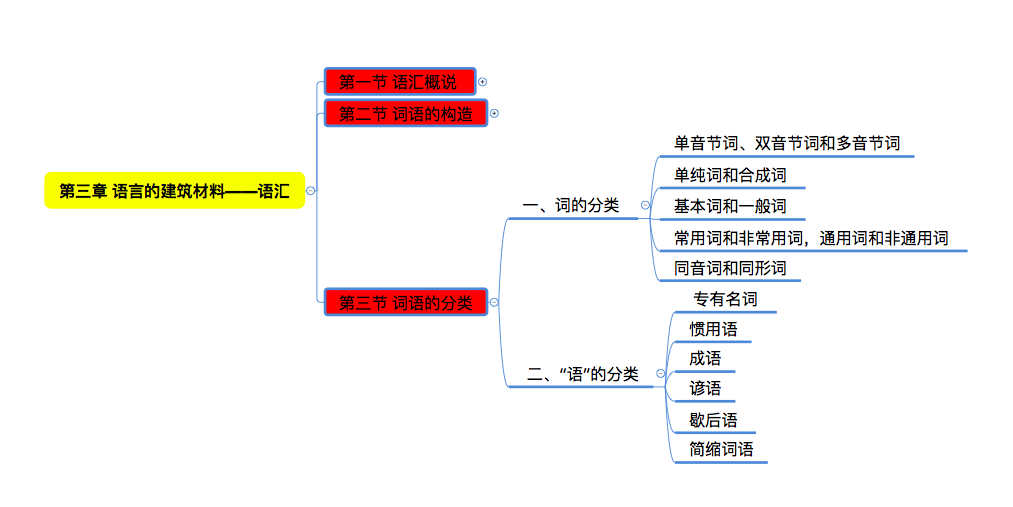 第三章 语言的建筑材料——语汇
第一节 语汇概说
第二节 词语的构造
第三节 词语的分类
一、词的分类
单音节词、双音节词和多音节词
单纯词和合成词
基本词和一般词
常用词和非常用词，通用词和非通用词
同音词和同形词
二、“语”的分类
专有名词
惯用语
成语
谚语
歇后语
简缩词语